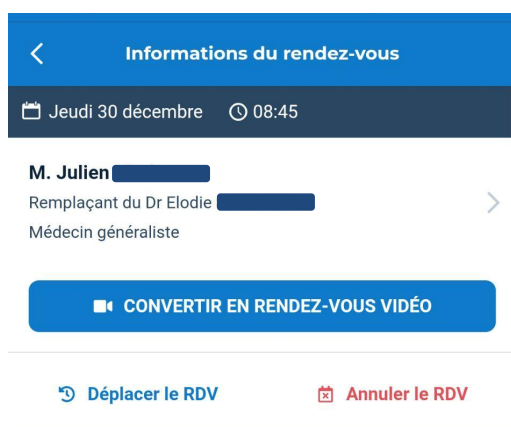 Informations du rendez-vous
Jeudi 30 décembre 08:45
M. Julien
Remplaçant du Dr Elodie
Médecin généraliste
CONVERTIR EN RENDEZ-VOUS VIDÉO
Déplacer le RDV Annuler le RDV